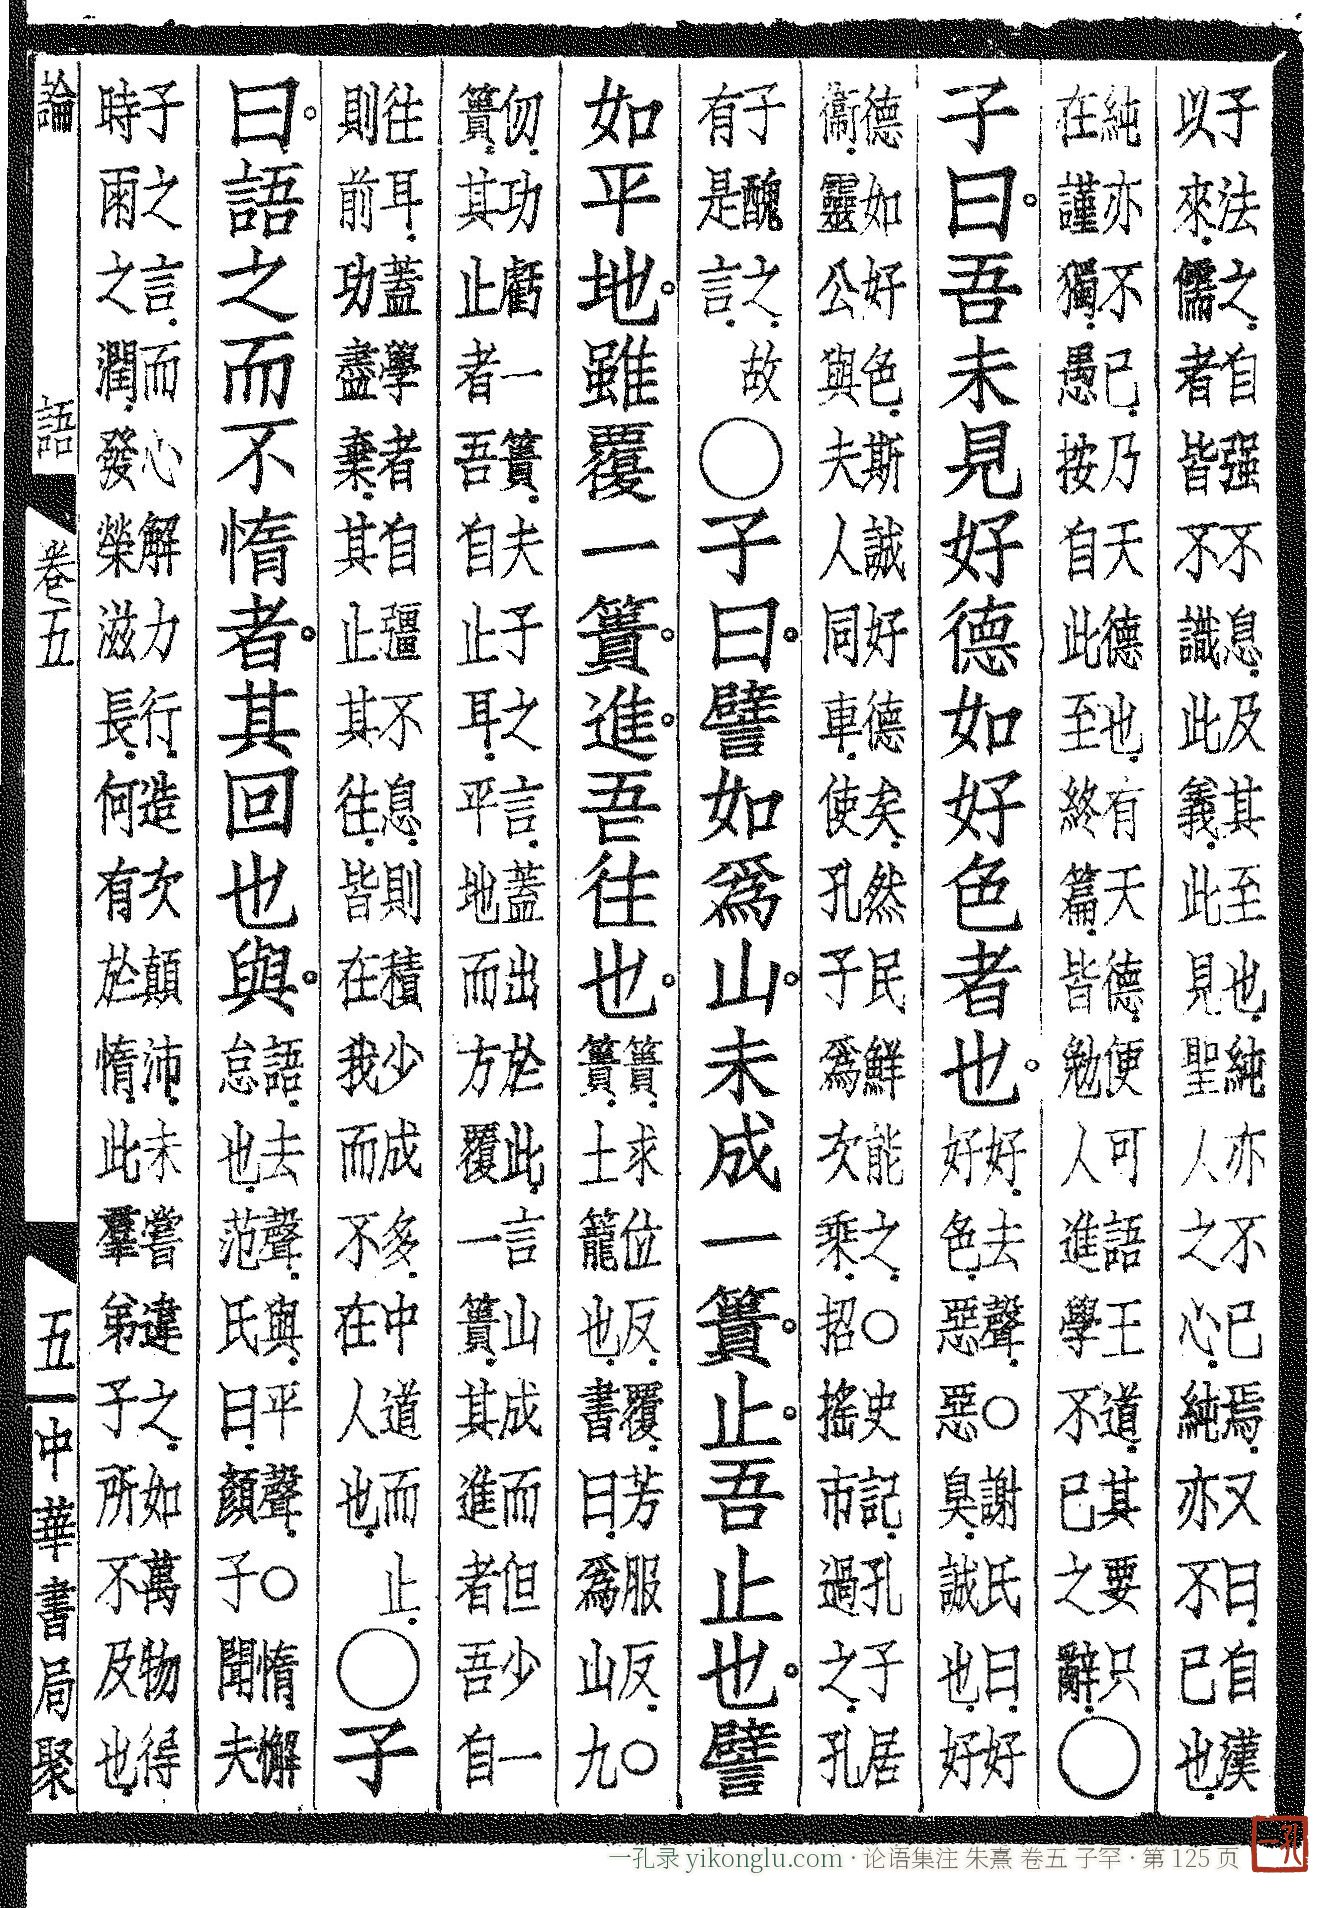 子法之。自强不息。及其至也。純亦不已焉。又曰。自漢
以來。儒者皆不識此義。此見聖人之心。純亦不已也。
純亦不已。乃天德也。有天德。便可語王道。其要只
在謹獨。愚按自此至終篇。皆勉人進學不已之辭。〇
子曰。吾未見好德如好色者也。
好。去聲。〇謝氏曰。好
好色。惡惡臭。誠也。好
德如好色。斯誠好德矣。然民鮮能之。〇史記。孔子居
衞。靈公與夫人同車。使孔子爲次乘。招搖市過之。孔
子醜之。故
有是言。
〇子曰。譬如爲山。未成一簣。止。吾止也。譬
如平地。雖覆一簣。進。吾往也。
簣。求位反。覆。芳服反。〇
簣。土籠也。書曰。爲山九
仞。功虧一簣。夫子之言。蓋出於此。言山成而但少一
簣。其止者吾自止耳。平地而方覆一簣。其進者吾自
往耳。蓋學者自彊不息。則積少成多。中道而止。
則前功盡棄。其止其往。皆在我而不在人也。
〇子
曰。語之而不惰者。其回也與。
語。去聲。與。平聲。〇惰。懈
怠也。范氏曰。顏子聞夫
子之言。而心解力行。造次顛沛。未嘗違之。如萬物得
時雨之潤。發榮滋長。何有於惰。此羣弟子所不及也。
論語
卷五
五
中華書局聚
一孔录 yikonglu.com · 论语集注 朱熹 卷五 子罕 · 第 125 页
一孔